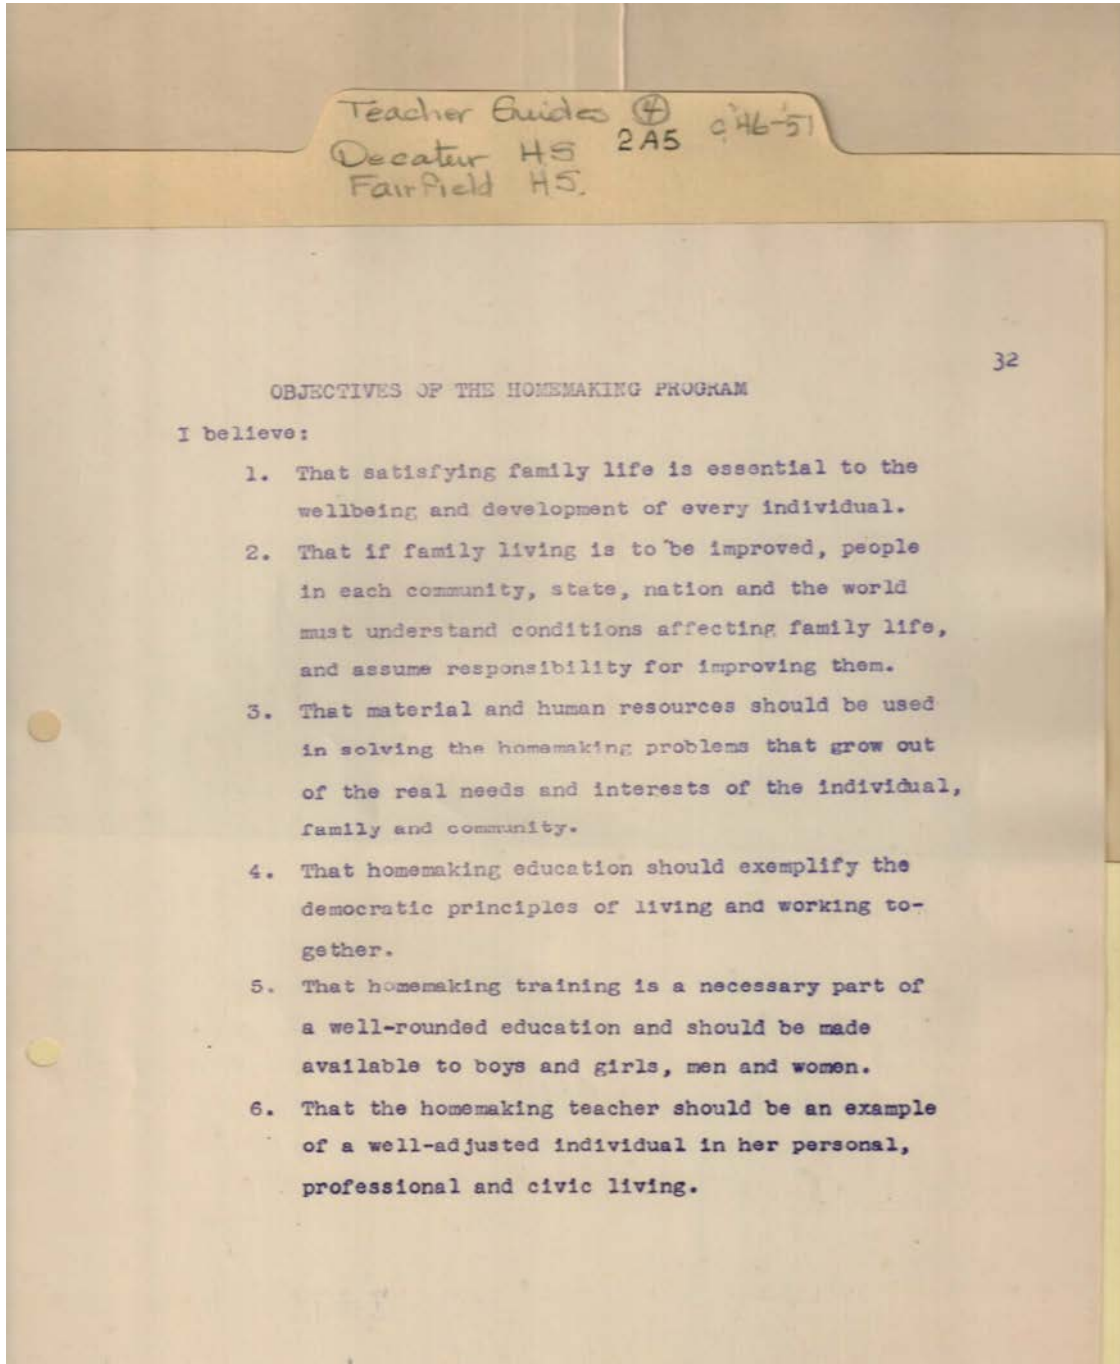 Teacher Guides ④ c'46-51
2A5
Decatur HS
Fairfield HS.
32
OBJECTIVES OF THE HOMEMAKING PROGRAM
I believe:
1. That satisfying family life is essential to the
wellbeing and development of every individual.
2. That if family living is to be improved, people
in each community, state, nation and the world
must understand conditions affecting family life,
and assume responsibility for improving them.
3. That material and human resources should be used
in solving the homemaking problems that grow out
of the real needs and interests of the individual,
family and community.
4. That homemaking education should exemplify the
democratic principles of living and working to-
gether.
5. That homemaking training is a necessary part of
a well-rounded education and should be made
available to boys and girls, men and women.
6. That the homemaking teacher should be an example
of a well-adjusted individual in her personal,
professional and civic living.